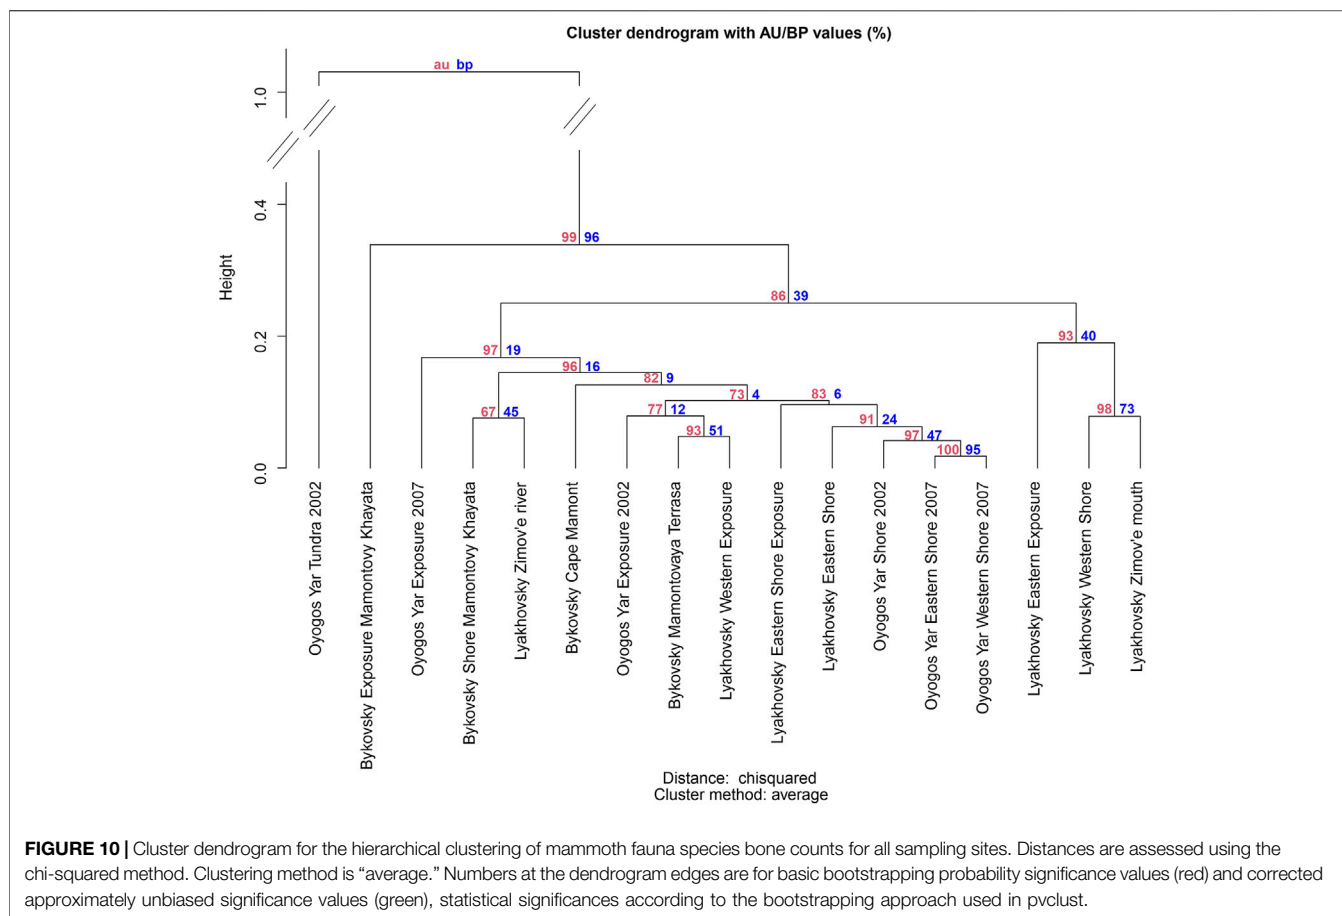 Cluster dendrogram with AU/BP values (%)
au bp
1.0
0.4
99 96
Height
86 39
0.2
93 40
97 19
96 16
82 9
73 4
83 6
67 45
77 12
98 73
91 24
93 51
97 47
100 95
0.0
Oyogos Yar Tundra 2002
Bykovsky Exposure Mamontovy Khayata
Oyogos Yar Exposure 2007
Bykovsky Shore Mamontovy Khayata
Lyakhovsky Zimov'e river
Bykovsky Cape Mamont
Oyogos Yar Exposure 2002
Bykovsky Mamontovaya Terrasa
Lyakhovsky Western Exposure
Lyakhovsky Eastern Shore Exposure
Lyakhovsky Eastern Shore
Oyogos Yar Shore 2002
Oyogos Yar Eastern Shore 2007
Oyogos Yar Western Shore 2007
Lyakhovsky Eastern Exposure
Lyakhovsky Western Shore
Lyakhovsky Zimov'e mouth
Distance: chisquared
Cluster method: average
FIGURE 10 | Cluster dendrogram for the hierarchical clustering of mammoth fauna species bone counts for all sampling sites. Distances are assessed using the
chi-squared method. Clustering method is “average.” Numbers at the dendrogram edges are for basic bootstrapping probability significance values (red) and corrected
approximately unbiased significance values (green), statistical significances according to the bootstrapping approach used in pvclust.